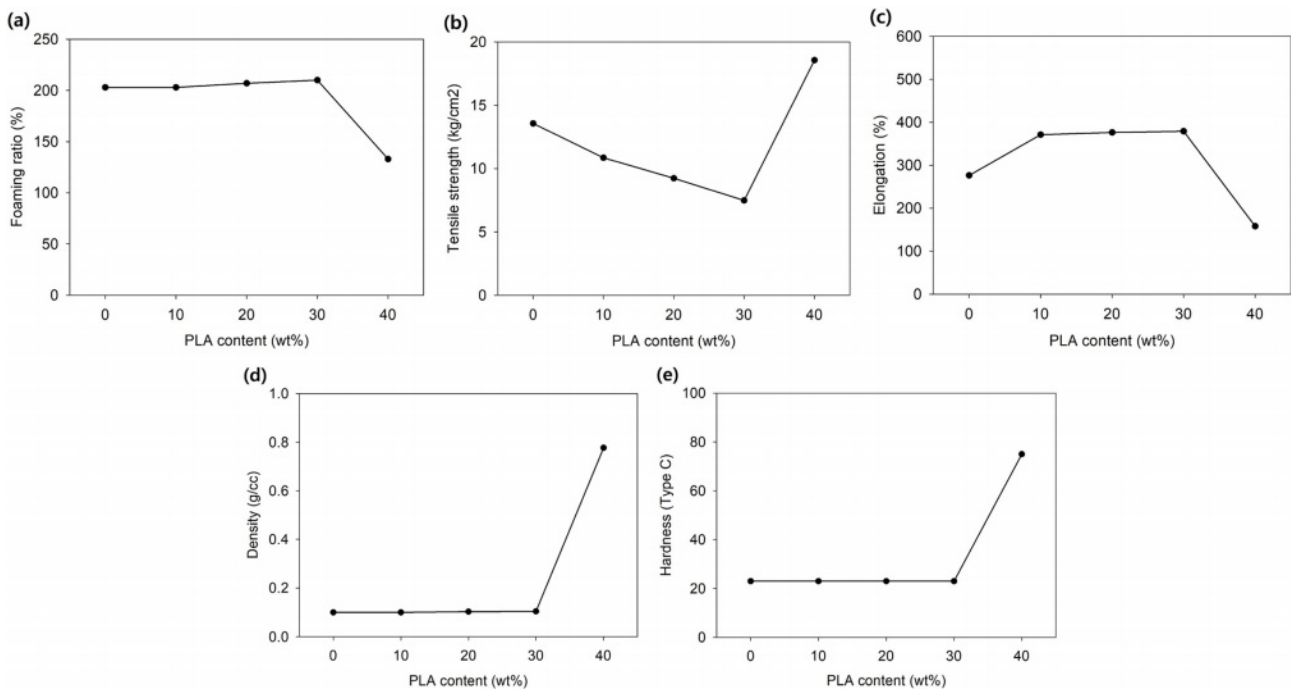 (a)
250
200
150
100
50
0
Foaming ratio (%)
0 10 20 30 40
PLA content (wt%)
(b)
20
15
10
5
0
Tensile strength (kg/cm2)
0 10 20 30 40
PLA content (wt%)
(c)
600
500
400
300
200
100
0
Elongation (%)
0 10 20 30 40
PLA content (wt%)
(d)
1.0
0.8
0.6
0.4
0.2
0.0
Density (g/cc)
0 10 20 30 40
PLA content (wt%)
(e)
100
80
60
40
20
0
Hardness (Type C)
0 10 20 30 40
PLA content (wt%)